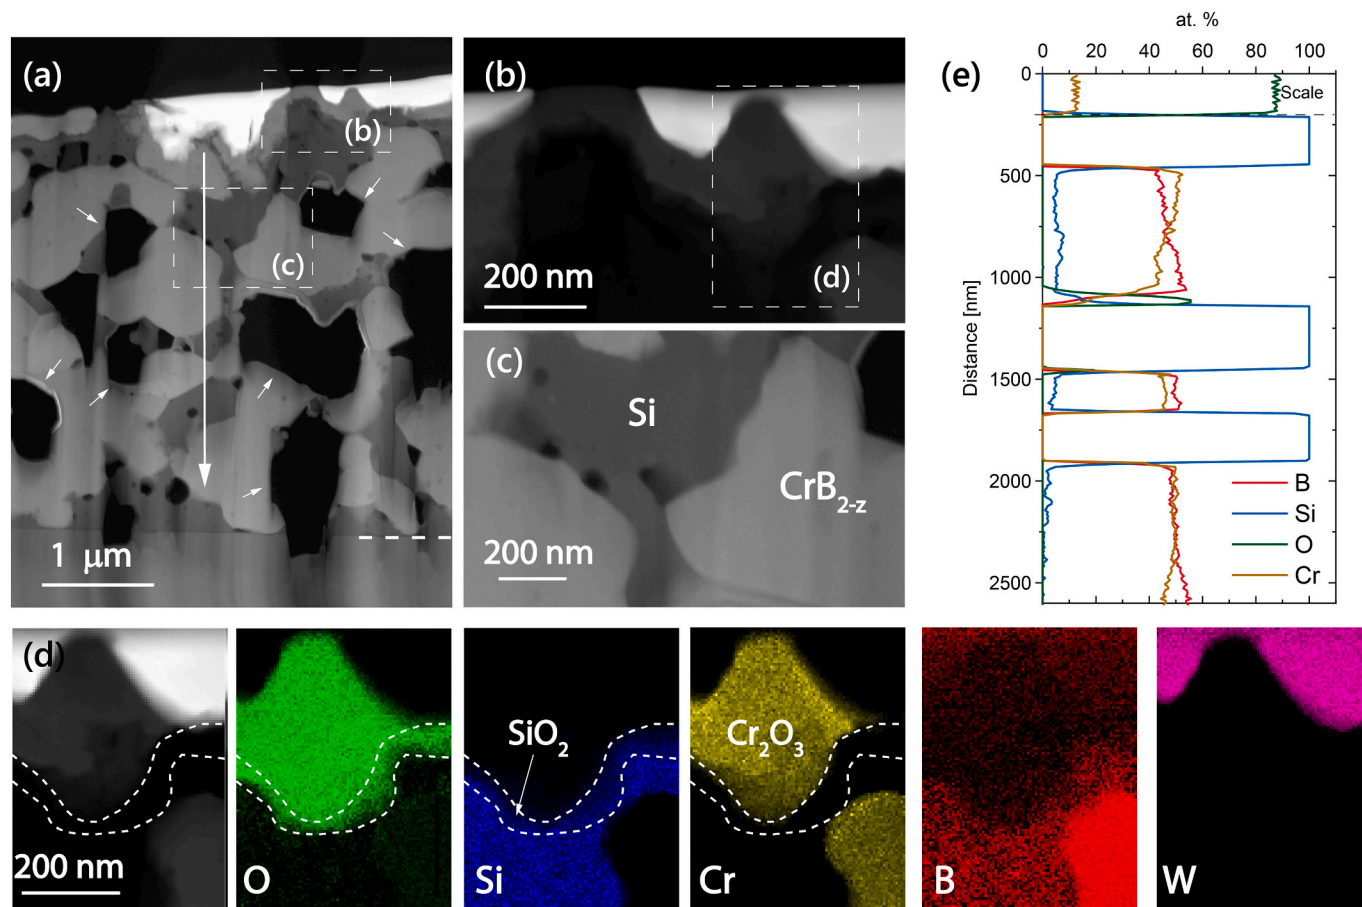 (a)
(b)
(c)
1 μm
(b)
200 nm
(d)
(c)
Si
CrB2-z
200 nm
(e)
at. %
0 20 40 60 80 100
0
500
1000
1500
2000
2500
Distance [nm]
Scale
B
Si
O
Cr
(d)
200 nm
O
SiO2
Si
Cr2O3
Cr
B
W